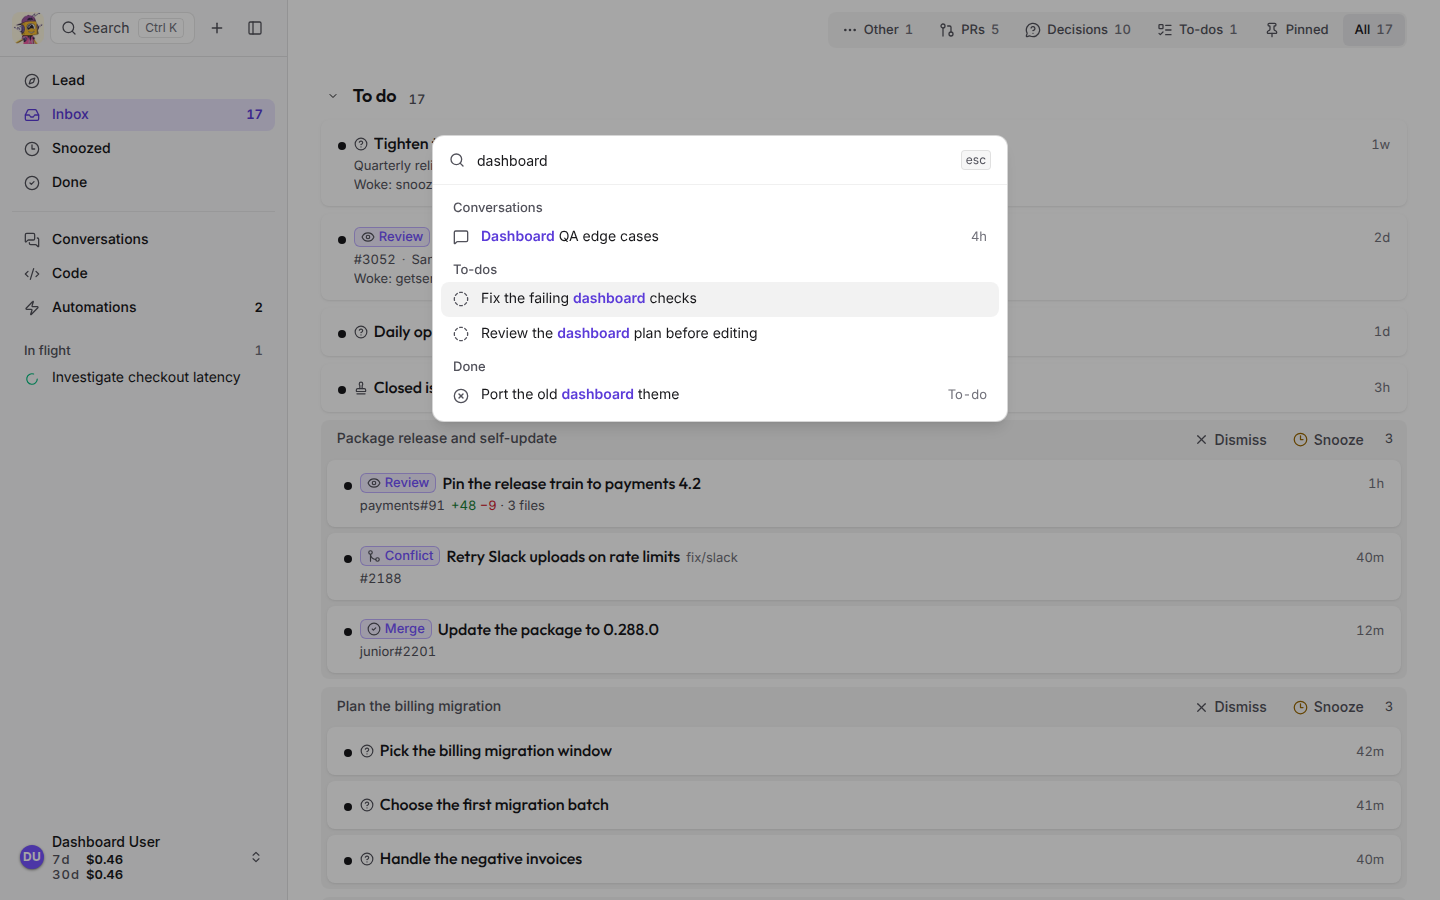 Search Ctrl K
Lead
Inbox 17
Snoozed
Done
Conversations
Code
Automations 2
In flight 1
Investigate checkout latency
Dashboard User
DU
7d $0.46
30d $0.46
Other 1 PRs 5 Decisions 10 To-dos 1 Pinned All 17
To do 17
Tighten 1w
Quarterly reli
Woke: snooz
Review 2d
#3052 · Sar
Woke: getser
Daily op 1d
Closed is 3h
dashboard esc
Conversations
Dashboard QA edge cases 4h
To-dos
Fix the failing dashboard checks
Review the dashboard plan before editing
Done
Port the old dashboard theme To-do
Package release and self-update Dismiss Snooze 3
Review Pin the release train to payments 4.2 1h
payments#91 +48 −9 · 3 files
Conflict Retry Slack uploads on rate limits fix/slack 40m
#2188
Merge Update the package to 0.288.0 12m
junior#2201
Plan the billing migration Dismiss Snooze 3
Pick the billing migration window 42m
Choose the first migration batch 41m
Handle the negative invoices 40m